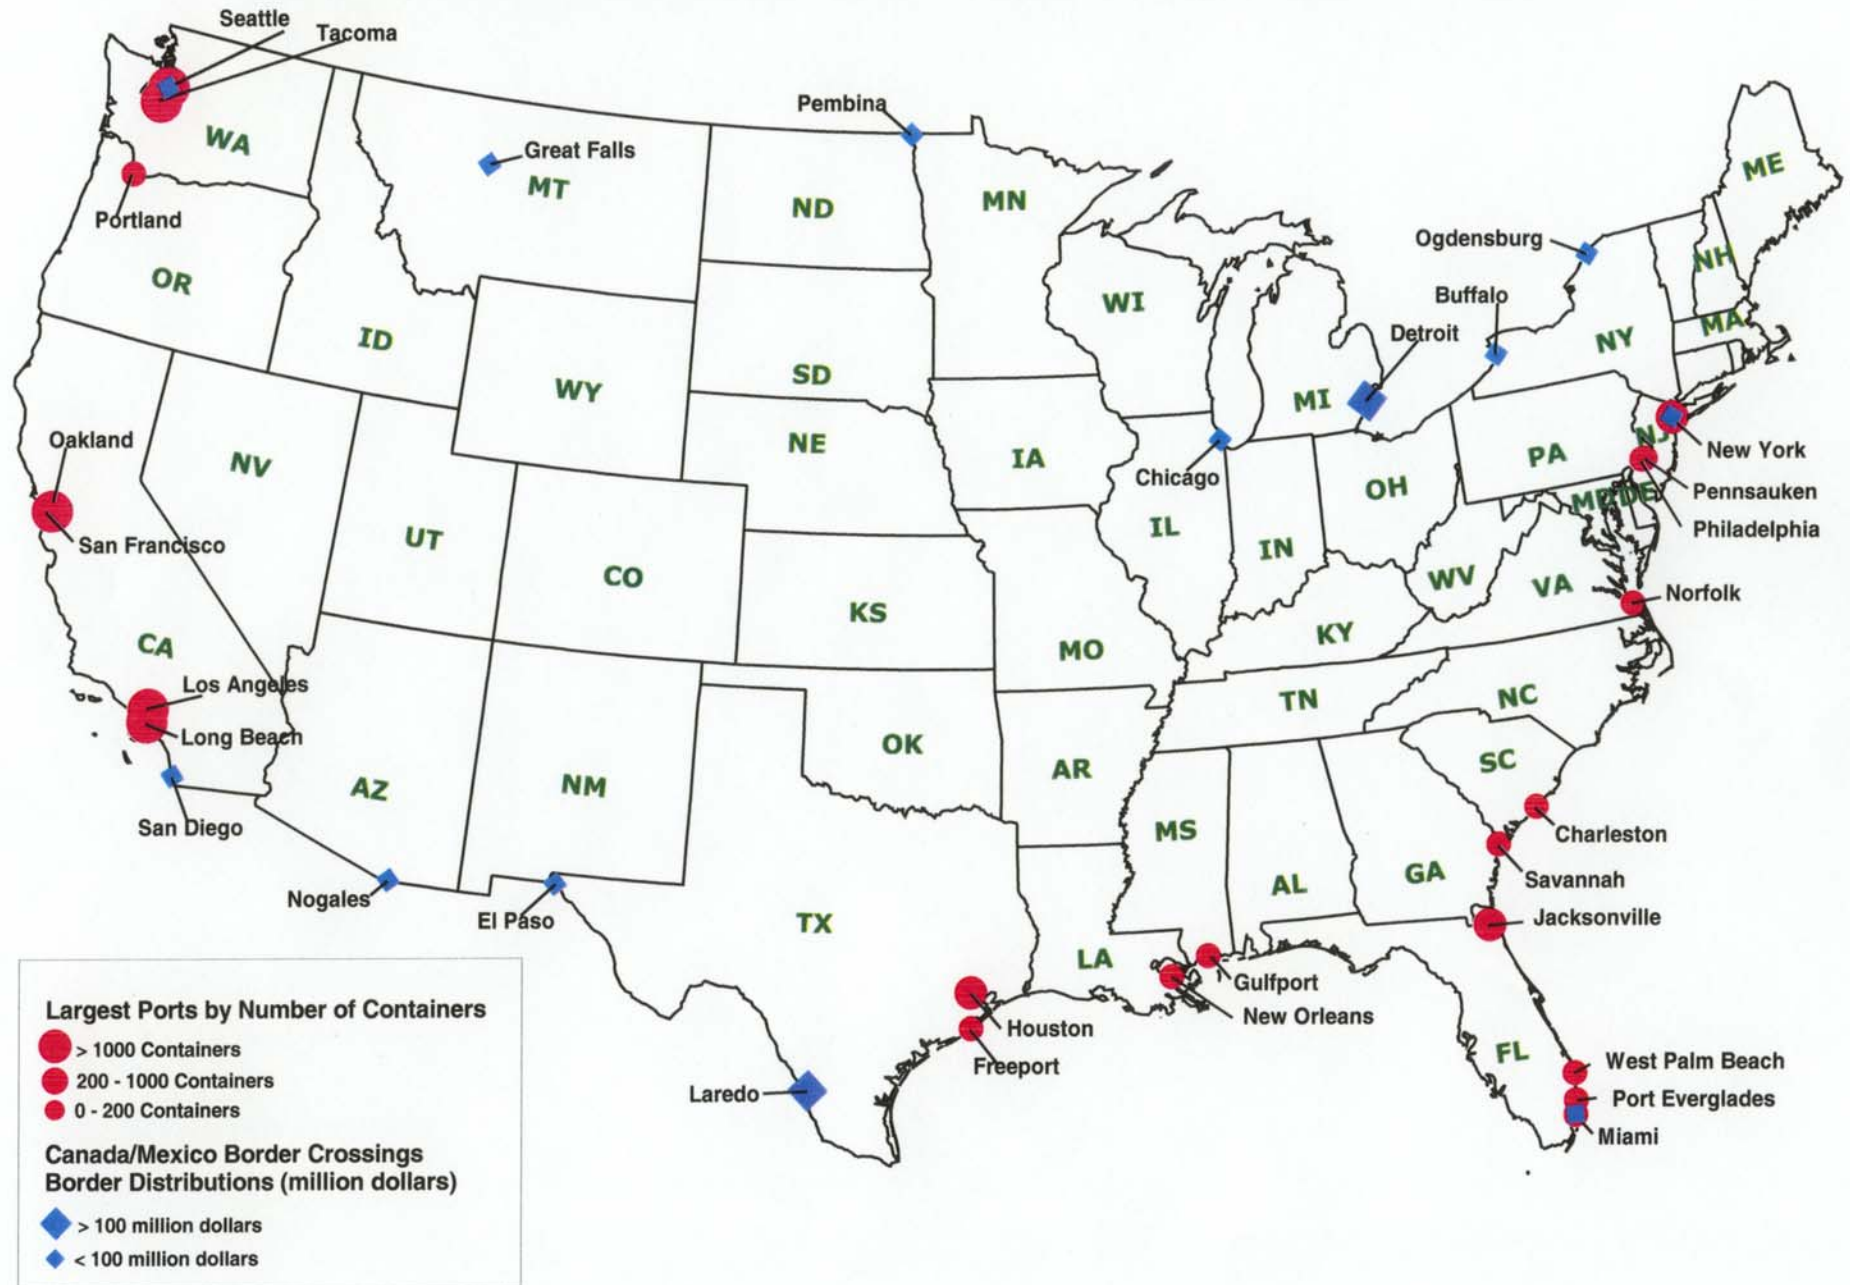 Seattle
Tacoma
Pembina
Great Falls
WA
MT
ND
MN
ME
Portland
Ogdensburg
NH
OR
Buffalo
WI
Detroit
MA
NY
ID
SD
WY
MI
Oakland
NE
NV
IA
Chicago
PA
NJ
New York
OH
MD
DE
Pennsauken
San Francisco
UT
IL
IN
Philadelphia
CO
WV
VA
Norfolk
KS
KY
CA
MO
Los Angeles
TN
NC
Long Beach
OK
SC
AR
AZ
NM
San Diego
MS
Charleston
GA
AL
Savannah
Nogales
El Paso
TX
Jacksonville
LA
Gulfport
New Orleans
Houston
Freeport
FL
West Palm Beach
Laredo
Port Everglades
Miami
Largest Ports by Number of Containers
> 1000 Containers
200 - 1000 Containers
0 - 200 Containers
Canada/Mexico Border Crossings
Border Distributions (million dollars)
> 100 million dollars
< 100 million dollars